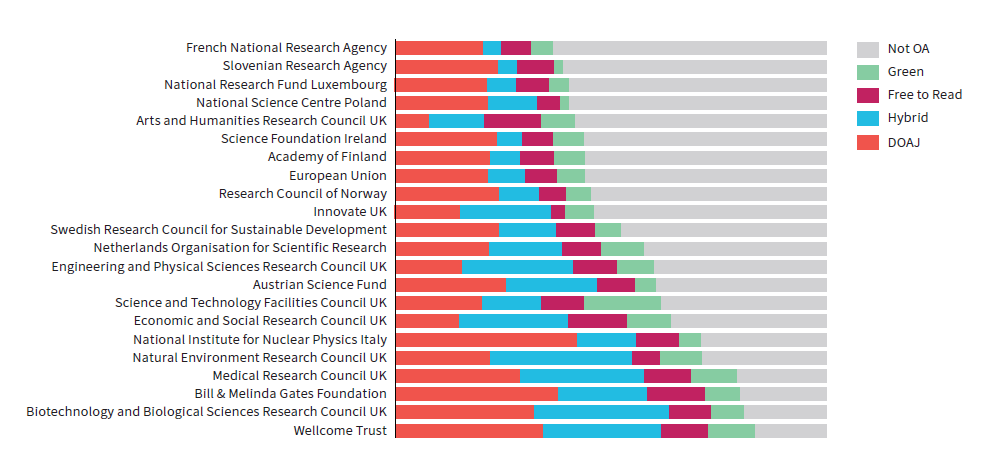 French National Research Agency
Slovenian Research Agency
National Research Fund Luxembourg
National Science Centre Poland
Arts and Humanities Research Council UK
Science Foundation Ireland
Academy of Finland
European Union
Research Council of Norway
Innovate UK
Swedish Research Council for Sustainable Development
Netherlands Organisation for Scientific Research
Engineering and Physical Sciences Research Council UK
Austrian Science Fund
Science and Technology Facilities Council UK
Economic and Social Research Council UK
National Institute for Nuclear Physics Italy
Natural Environment Research Council UK
Medical Research Council UK
Bill & Melinda Gates Foundation
Biotechnology and Biological Sciences Research Council UK
Wellcome Trust
Not OA
Green
Free to Read
Hybrid
DOAJ